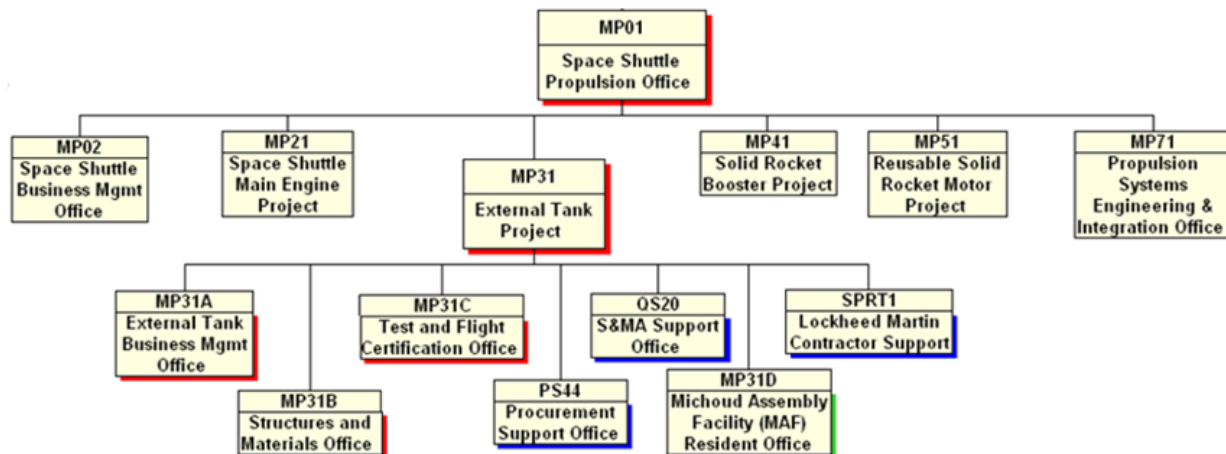 MP01
Space Shuttle
Propulsion Office
MP02
Space Shuttle
Business Mgmt
Office
MP21
Space Shuttle
Main Engine
Project
MP31
External Tank
Project
MP41
Solid Rocket
Booster Project
MP51
Reusable Solid
Rocket Motor
Project
MP71
Propulsion
Systems
Engineering &
Integration Office
MP31A
External Tank
Business Mgmt
Office
MP31B
Structures and
Materials Office
MP31C
Test and Flight
Certification Office
PS44
Procurement
Support Office
QS20
S&MA Support
Office
MP31D
Michoud Assembly
Facility (MAF)
Resident Office
SPRT1
Lockheed Martin
Contractor Support